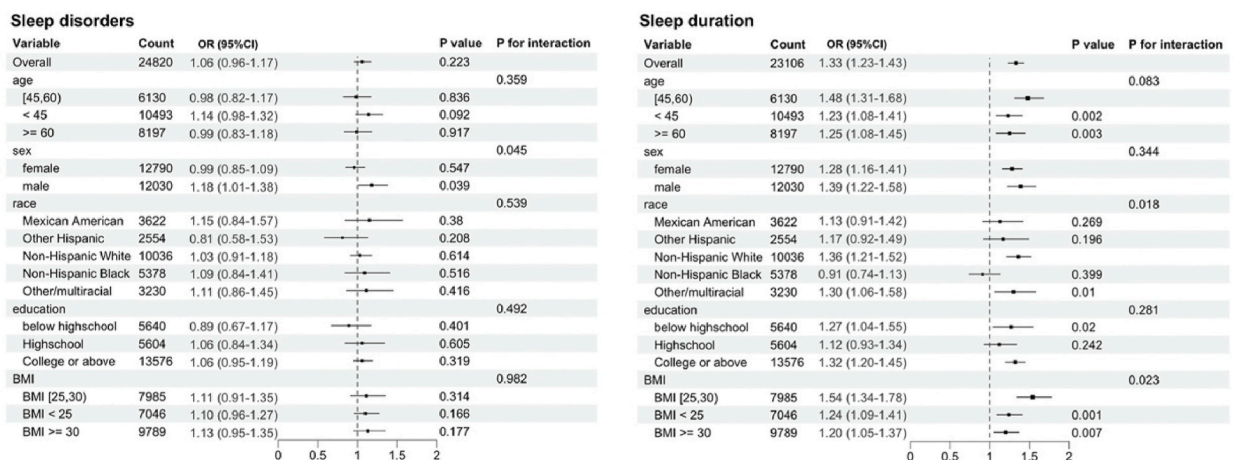 Sleep disorders
Variable Count OR (95%CI) P value P for interaction
Overall 24820 1.06 (0.96-1.17) 0.223
age 0.359
[45,60) 6130 0.98 (0.82-1.17) 0.836
< 45 10493 1.14 (0.98-1.32) 0.092
>= 60 8197 0.99 (0.83-1.18) 0.917
sex 0.045
female 12790 0.99 (0.85-1.09) 0.547
male 12030 1.18 (1.01-1.38) 0.039
race 0.539
Mexican American 3622 1.15 (0.84-1.57) 0.38
Other Hispanic 2554 0.81 (0.58-1.53) 0.208
Non-Hispanic White 10036 1.03 (0.91-1.18) 0.614
Non-Hispanic Black 5378 1.09 (0.84-1.41) 0.516
Other/multiracial 3230 1.11 (0.86-1.45) 0.416
education 0.492
below highschool 5640 0.89 (0.67-1.17) 0.401
Highschool 5604 1.06 (0.84-1.34) 0.605
College or above 13576 1.06 (0.95-1.19) 0.319
BMI 0.982
BMI [25,30) 7985 1.11 (0.91-1.35) 0.314
BMI < 25 7046 1.10 (0.96-1.27) 0.166
BMI >= 30 9789 1.13 (0.95-1.35) 0.177
0 0.5 1 1.5 2
Sleep duration
Variable Count OR (95%CI) P value P for interaction
Overall 23106 1.33 (1.23-1.43)
age 0.083
[45,60) 6130 1.48 (1.31-1.68)
< 45 10493 1.23 (1.08-1.41) 0.002
>= 60 8197 1.25 (1.08-1.45) 0.003
sex 0.344
female 12790 1.28 (1.16-1.41)
male 12030 1.39 (1.22-1.58)
race 0.018
Mexican American 3622 1.13 (0.91-1.42) 0.269
Other Hispanic 2554 1.17 (0.92-1.49) 0.196
Non-Hispanic White 10036 1.36 (1.21-1.52)
Non-Hispanic Black 5378 0.91 (0.74-1.13) 0.399
Other/multiracial 3230 1.30 (1.06-1.58) 0.01
education 0.281
below highschool 5640 1.27 (1.04-1.55) 0.02
Highschool 5604 1.12 (0.93-1.34) 0.242
College or above 13576 1.32 (1.20-1.45)
BMI 0.023
BMI [25,30) 7985 1.54 (1.34-1.78)
BMI < 25 7046 1.24 (1.09-1.41) 0.001
BMI >= 30 9789 1.20 (1.05-1.37) 0.007
0 0.5 1 1.5 2